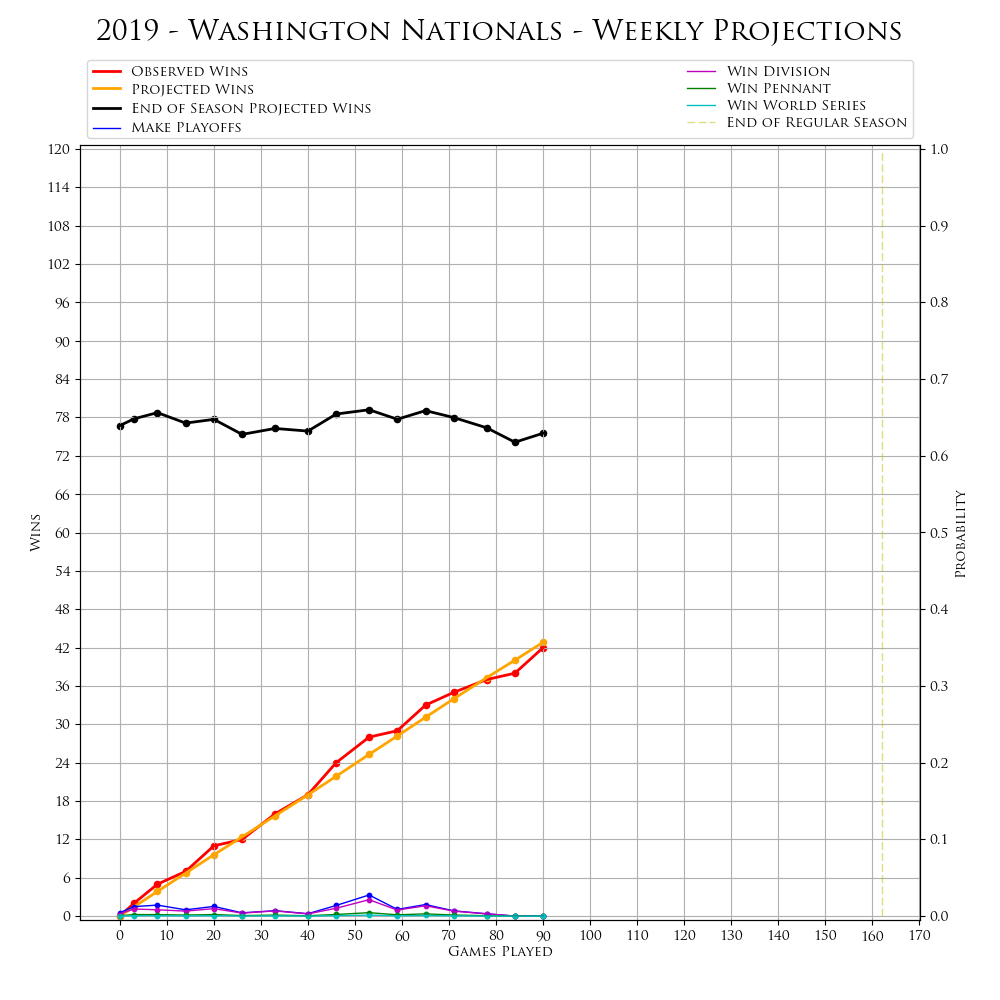 2019 - Washington Nationals - Weekly Projections
Observed Wins
Projected Wins
End of Season Projected Wins
Make Playoffs
Win Division
Win Pennant
Win World Series
End of Regular Season
120
114
108
102
96
90
84
78
72
66
60
54
48
42
36
30
24
18
12
6
0
Wins
1.0
0.9
0.8
0.7
0.6
0.5
0.4
0.3
0.2
0.1
0.0
Probability
0 10 20 30 40 50 60 70 80 90 100 110 120 130 140 150 160 170
Games Played